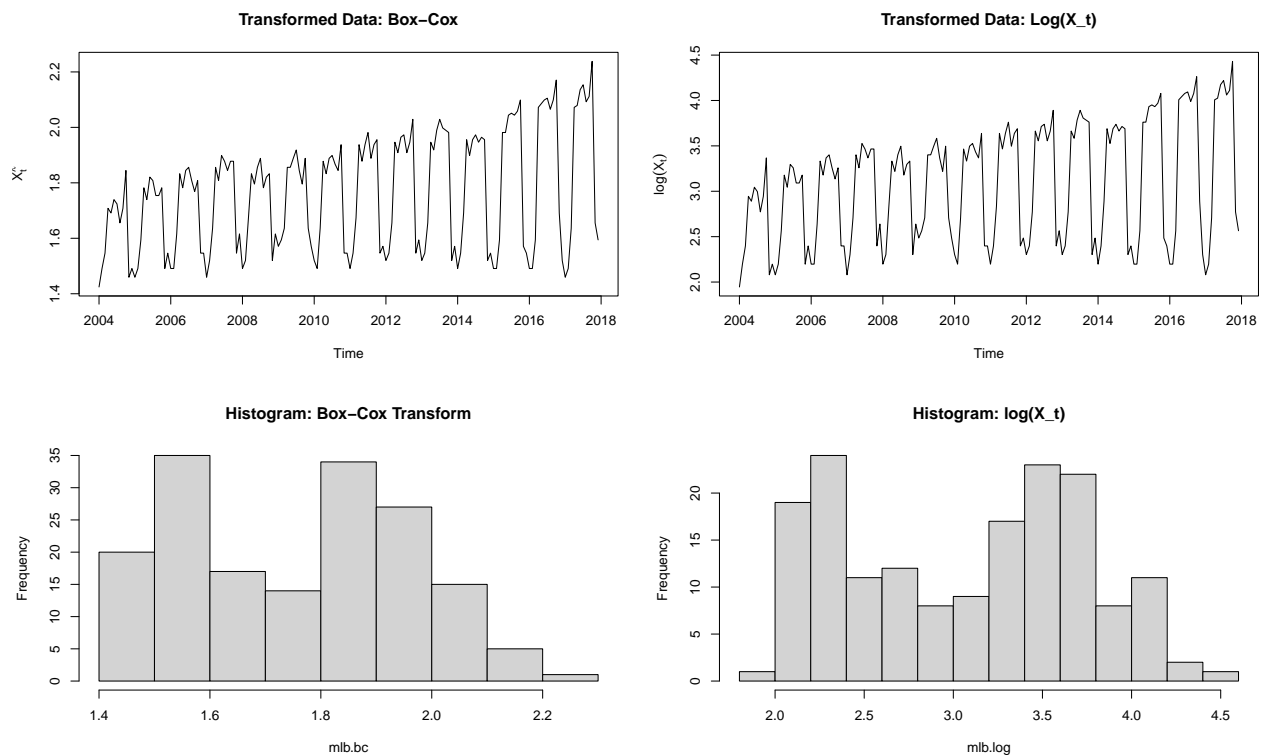 Transformed Data: Box−Cox
X_t^λ
2.2
2.0
1.8
1.6
1.4
2004 2006 2008 2010 2012 2014 2016 2018
Time
Transformed Data: Log(X_t)
log(X_t)
4.5
4.0
3.5
3.0
2.5
2.0
2004 2006 2008 2010 2012 2014 2016 2018
Time
Histogram: Box−Cox Transform
Frequency
35
30
25
20
15
10
5
0
1.4 1.6 1.8 2.0 2.2
mlb.bc
Histogram: log(X_t)
Frequency
20
15
10
5
0
2.0 2.5 3.0 3.5 4.0 4.5
mlb.log